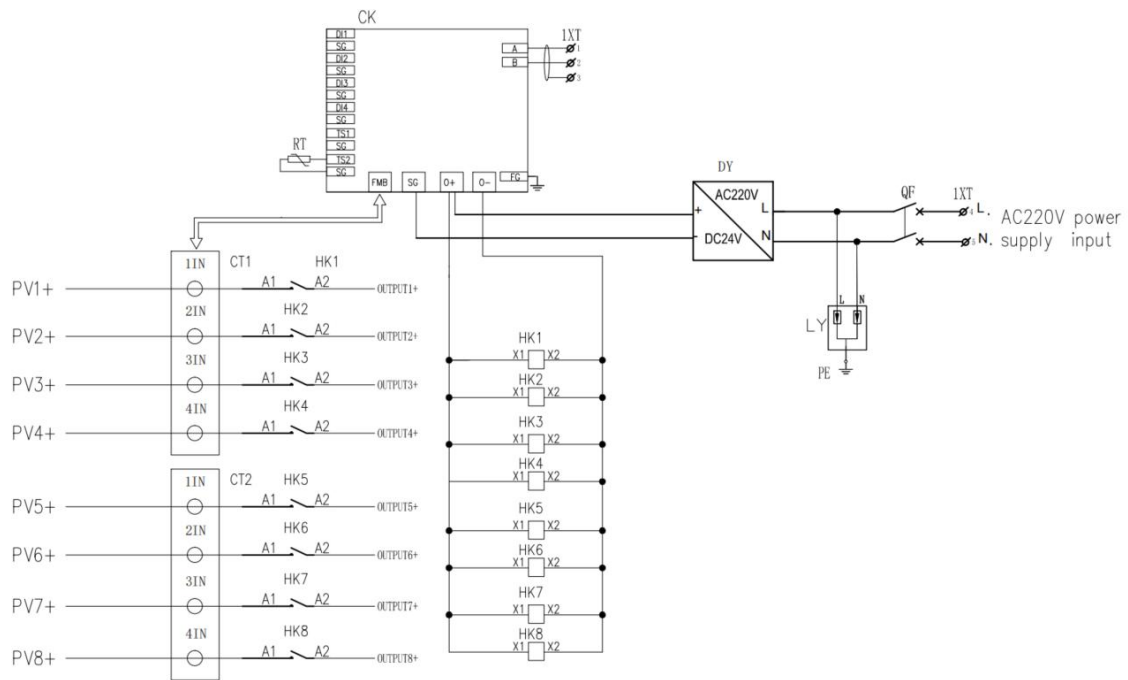 CK
DI1
SG
DI2
SG
DI3
SG
DI4
SG
TS1
SG
TS2
SG
RT
FMB
SG
O+
O-
FG
A
B
1XT
1
2
3
DY
AC220V
L
+
-
DC24V
N
QF
1XT
4 L.
5 N.
AC220V power
supply input
L N
LY
PE
1IN CT1 HK1
PV1+ A1 A2 OUTPUT1+
2IN HK2
PV2+ A1 A2 OUTPUT2+
3IN HK3
PV3+ A1 A2 OUTPUT3+
4IN HK4
PV4+ A1 A2 OUTPUT4+
1IN CT2 HK5
PV5+ A1 A2 OUTPUT5+
2IN HK6
PV6+ A1 A2 OUTPUT6+
3IN HK7
PV7+ A1 A2 OUTPUT7+
4IN HK8
PV8+ A1 A2 OUTPUT8+
HK1
X1 X2
HK2
X1 X2
HK3
X1 X2
HK4
X1 X2
HK5
X1 X2
HK6
X1 X2
HK7
X1 X2
HK8
X1 X2